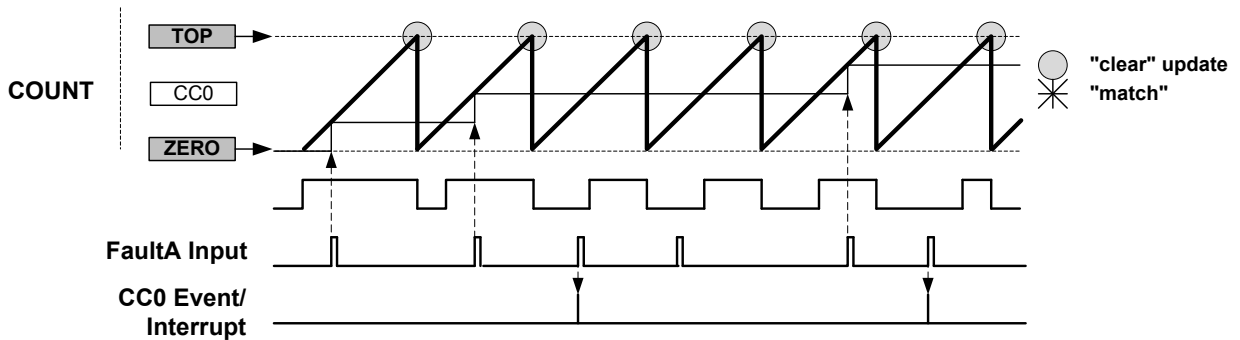 TOP
COUNT
CC0
ZERO
"clear" update
"match"
FaultA Input
CC0 Event/
Interrupt